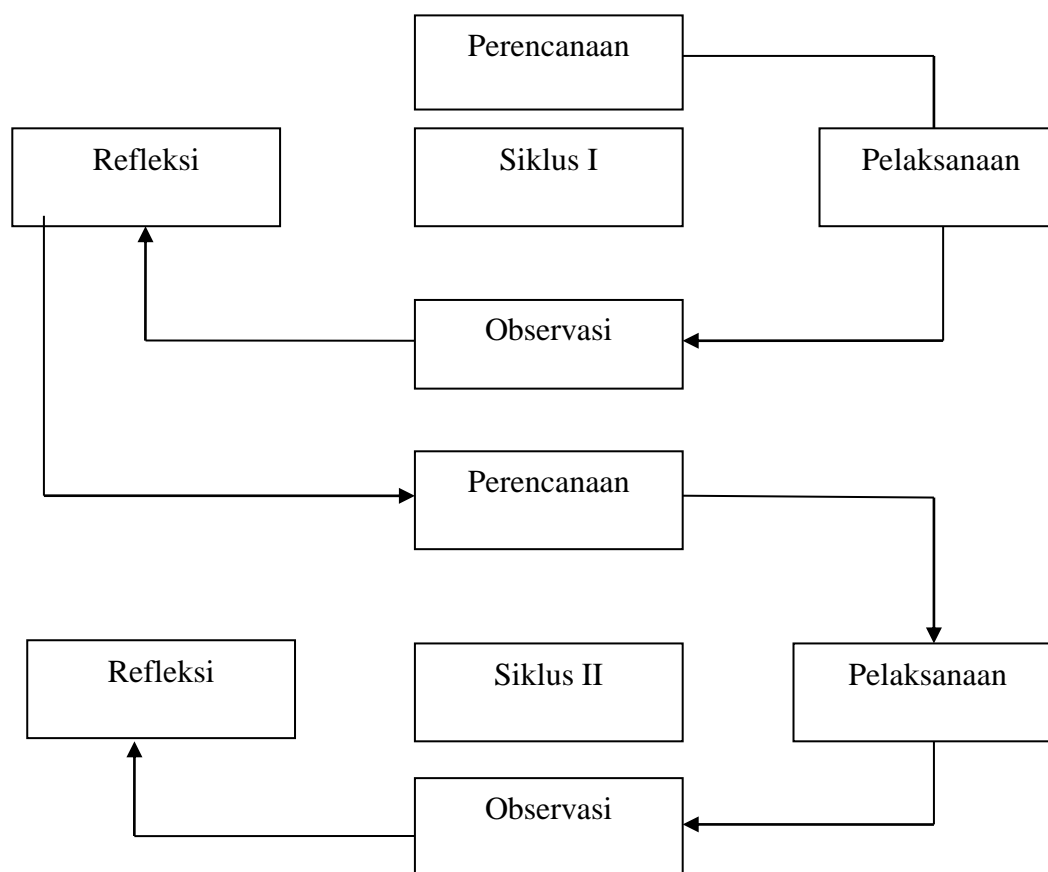 Perencanaan
Refleksi
Siklus I
Pelaksanaan
Observasi
Perencanaan
Refleksi
Siklus II
Pelaksanaan
Observasi